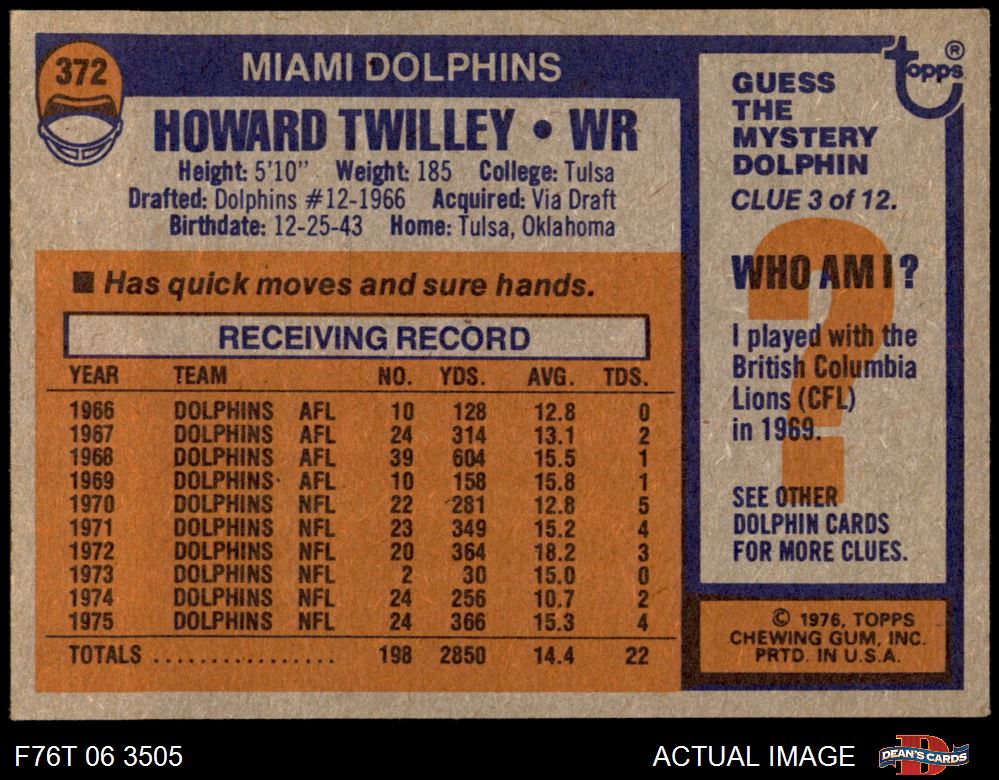 372
MIAMI DOLPHINS
HOWARD TWILLEY • WR
Height: 5'10" Weight: 185 College: Tulsa
Drafted: Dolphins #12-1966 Acquired: Via Draft
Birthdate: 12-25-43 Home: Tulsa, Oklahoma
■ Has quick moves and sure hands.
RECEIVING RECORD
YEAR TEAM NO. YDS. AVG. TDS.
1966 DOLPHINS AFL 10 128 12.8 0
1967 DOLPHINS AFL 24 314 13.1 2
1968 DOLPHINS AFL 39 604 15.5 1
1969 DOLPHINS AFL 10 158 15.8 1
1970 DOLPHINS NFL 22 281 12.8 5
1971 DOLPHINS NFL 23 349 15.2 4
1972 DOLPHINS NFL 20 364 18.2 3
1973 DOLPHINS NFL 2 30 15.0 0
1974 DOLPHINS NFL 24 256 10.7 2
1975 DOLPHINS NFL 24 366 15.3 4
TOTALS ................ 198 2850 14.4 22
topps ®
GUESS
THE
MYSTERY
DOLPHIN
CLUE 3 of 12.
?
WHO AM I?
I played with the
British Columbia
Lions (CFL)
in 1969.
SEE OTHER
DOLPHIN CARDS
FOR MORE CLUES.
© 1976, TOPPS
CHEWING GUM, INC.
PRTD. IN U.S.A.
F76T 06 3505 ACTUAL IMAGE
D
DEAN'S CARDS